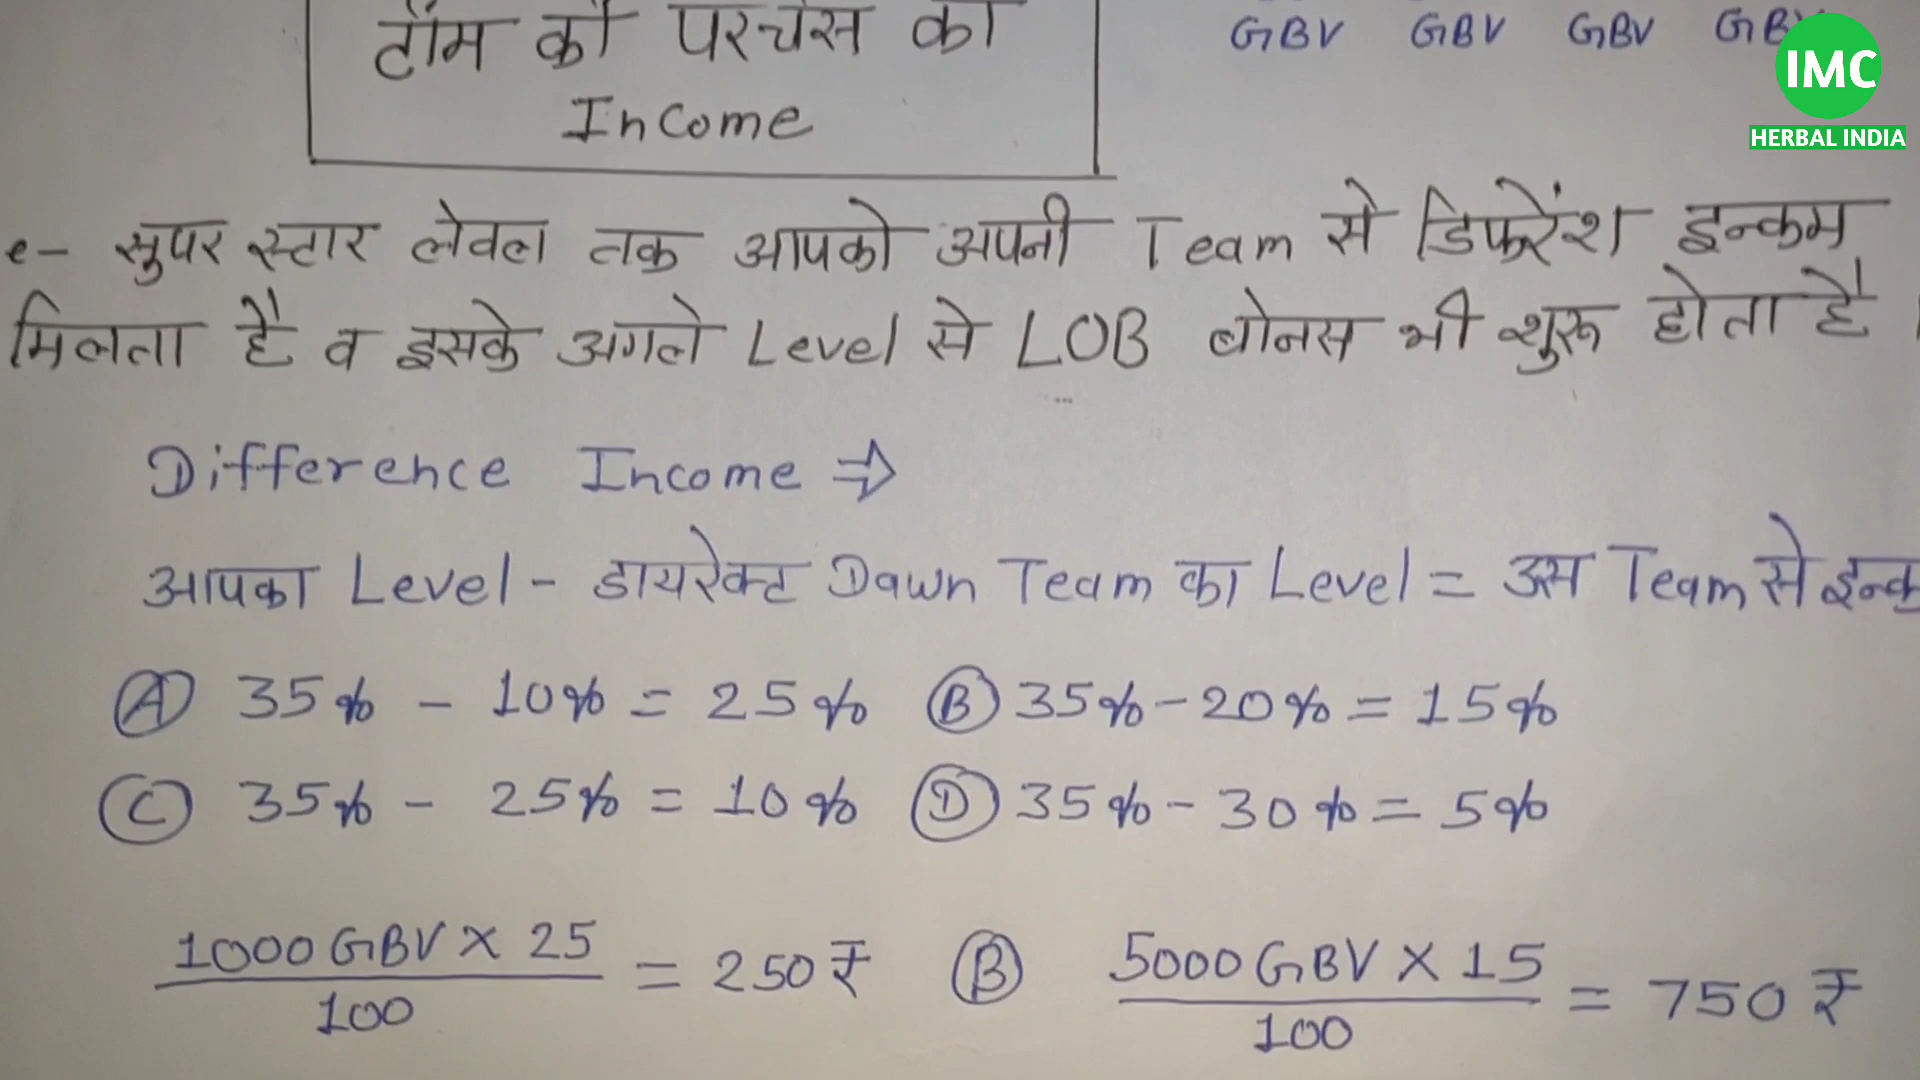 टीम की परचेस का GBV GBV GBV GBV
Income
IMC
HERBAL INDIA
e- सुपर स्टार लेवल तक आपको अपनी Team से डिफरेंश इन्कम
मिलता है व इसके अगले Level से LOB बोनस भी शुरू होता है ।
Difference Income ⇒
आपका Level - डायरेक्ट Dawn Team का Level = उस Team से इन्क
(A) 35% - 10% = 25% (B) 35% - 20% = 15%
(C) 35% - 25% = 10% (D) 35% - 30% = 5%
1000 GBV X 25 / 100 = 250 ₹ (B) 5000 GBV X 15 / 100 = 750 ₹